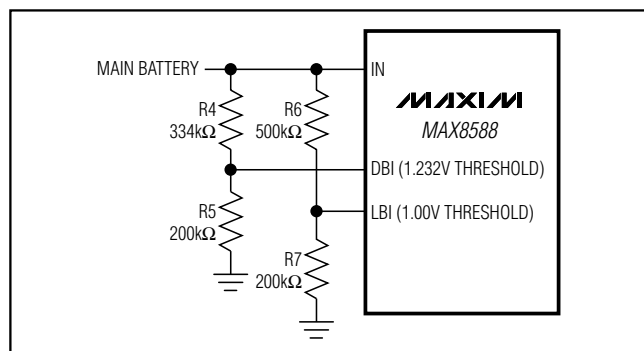 MAIN BATTERY
IN
R4
334kΩ
R6
500kΩ
MAXIM
MAX8588
DBI (1.232V THRESHOLD)
R5
200kΩ
LBI (1.00V THRESHOLD)
R7
200kΩ